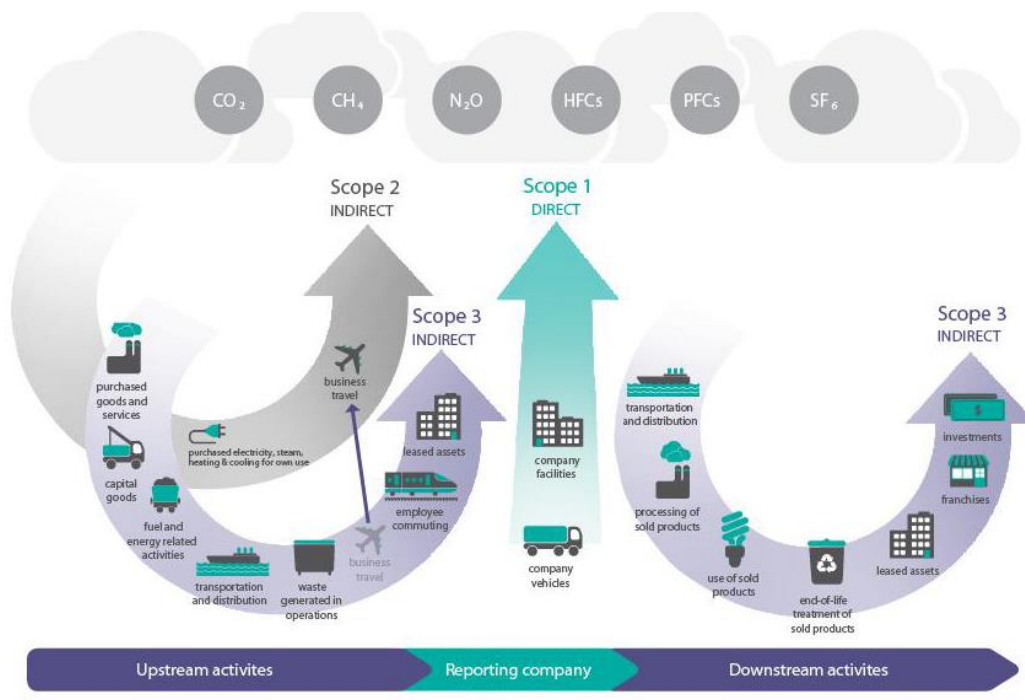 CO2
CH4
N2O
HFCs
PFCs
SF6
Scope 2
INDIRECT
Scope 1
DIRECT
Scope 3
INDIRECT
Scope 3
INDIRECT
purchased
goods and
services
capital
goods
fuel and
energy related
activities
purchased electricity, steam,
heating & cooling for own use
transportation
and distribution
waste
generated in
operations
business
travel
business
travel
employee
commuting
leased assets
company
facilities
company
vehicles
transportation
and distribution
processing of
sold products
use of sold
products
end-of-life
treatment of
sold products
leased assets
franchises
$
investments
Upstream activites
Reporting company
Downstream activites